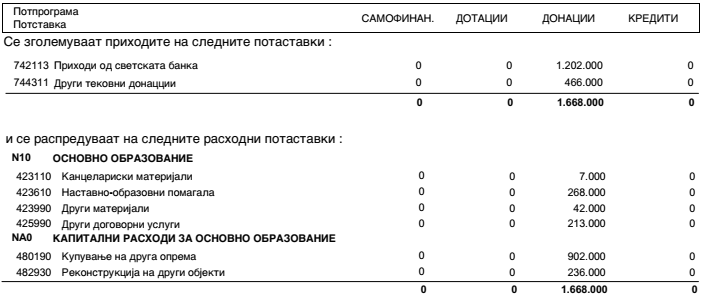 Потпрограма
Потставка САМОФИНАН. ДОТАЦИИ ДОНАЦИИ КРЕДИТИ
Се зголемуваат приходите на следните потаставки :
742113 Приходи од светската банка 0 0 1.202.000 0
744311 Други тековни донацции 0 0 466.000 0
0 0 1.668.000 0
и се распредуваат на следните расходни потаставки :
N10 ОСНОВНО ОБРАЗОВАНИЕ
423110 Канцелариски материјали 0 0 7.000 0
423610 Наставно-образовни помагала 0 0 268.000 0
423990 Други материјали 0 0 42.000 0
425990 Други договорни услуги 0 0 213.000 0
NA0 КАПИТАЛНИ РАСХОДИ ЗА ОСНОВНО ОБРАЗОВАНИЕ
480190 Купување на друга опрема 0 0 902.000 0
482930 Реконструкција на други објекти 0 0 236.000 0
0 0 1.668.000 0